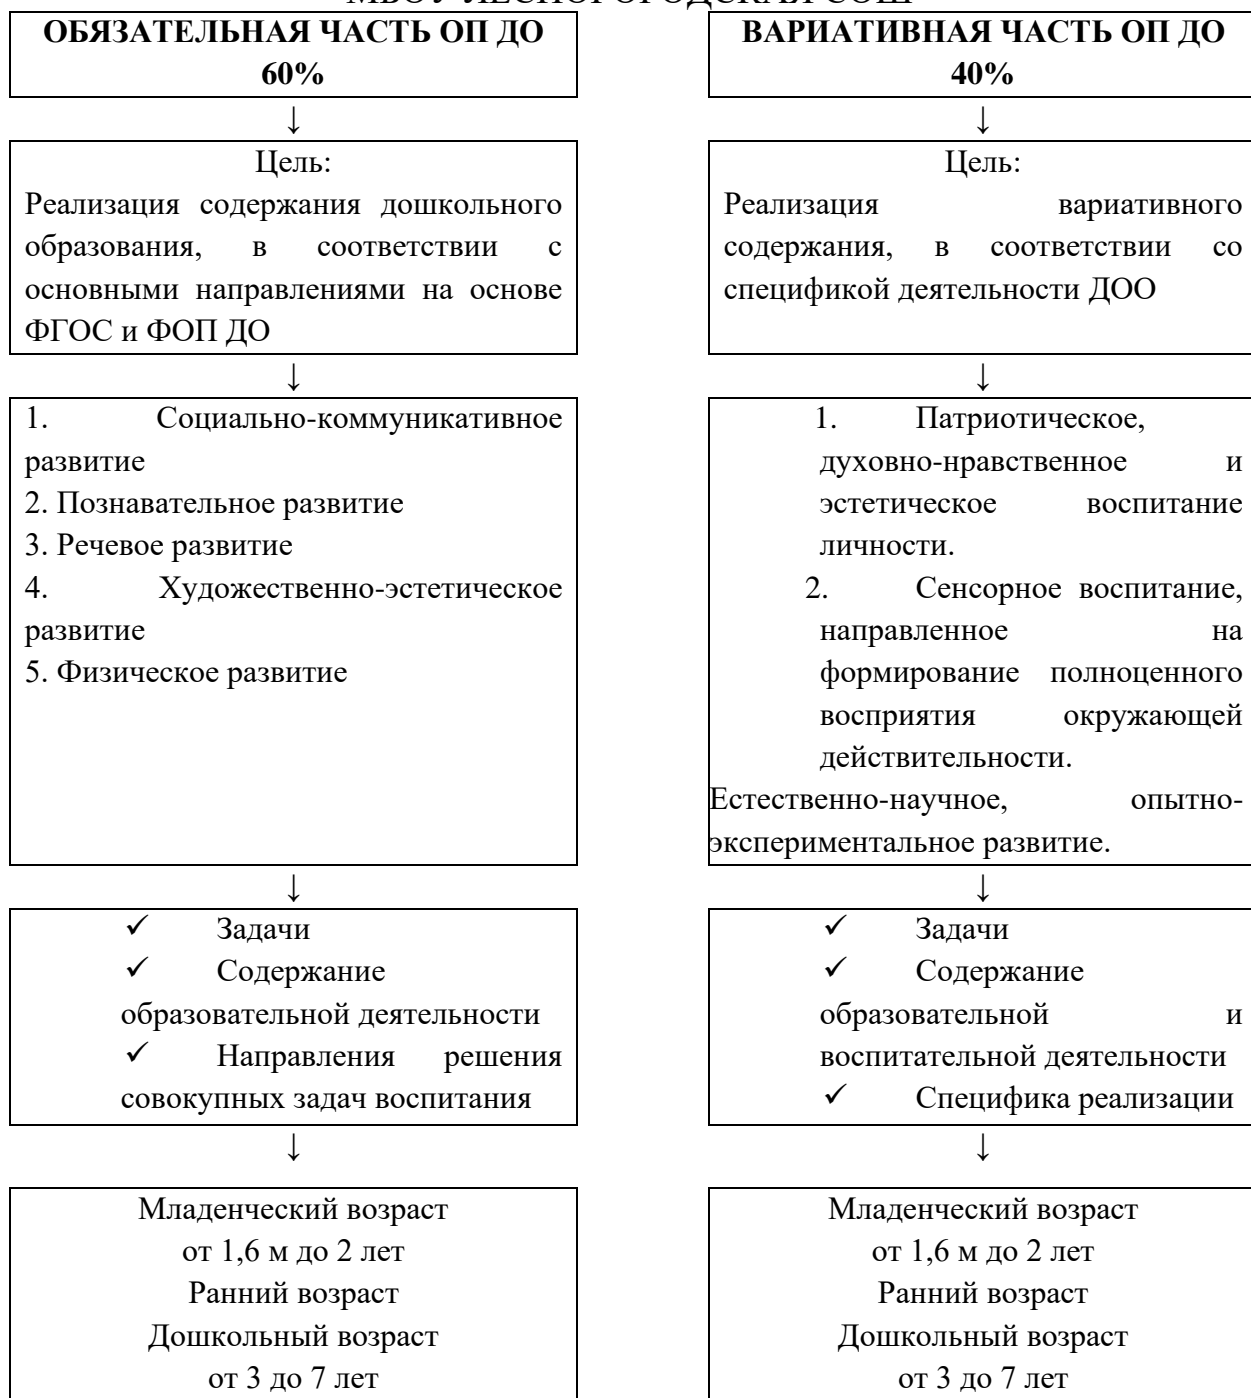 МБОУ ЛЕСНОГОРОДСКАЯ СОШ
ОБЯЗАТЕЛЬНАЯ ЧАСТЬ ОП ДО
60%
↓
Цель:
Реализация содержания дошкольного
образования, в соответствии с
основными направлениями на основе
ФГОС и ФОП ДО
↓
1. Социально-коммуникативное
развитие
2. Познавательное развитие
3. Речевое развитие
4. Художественно-эстетическое
развитие
5. Физическое развитие
↓
✓ Задачи
✓ Содержание
образовательной деятельности
✓ Направления решения
совокупных задач воспитания
↓
Младенческий возраст
от 1,6 м до 2 лет
Ранний возраст
Дошкольный возраст
от 3 до 7 лет
ВАРИАТИВНАЯ ЧАСТЬ ОП ДО
40%
↓
Цель:
Реализация вариативного
содержания, в соответствии со
спецификой деятельности ДОО
↓
1. Патриотическое,
духовно-нравственное и
эстетическое воспитание
личности.
2. Сенсорное воспитание,
направленное на
формирование полноценного
восприятия окружающей
действительности.
Естественно-научное, опытно-
экспериментальное развитие.
↓
✓ Задачи
✓ Содержание
образовательной и
воспитательной деятельности
✓ Специфика реализации
↓
Младенческий возраст
от 1,6 м до 2 лет
Ранний возраст
Дошкольный возраст
от 3 до 7 лет